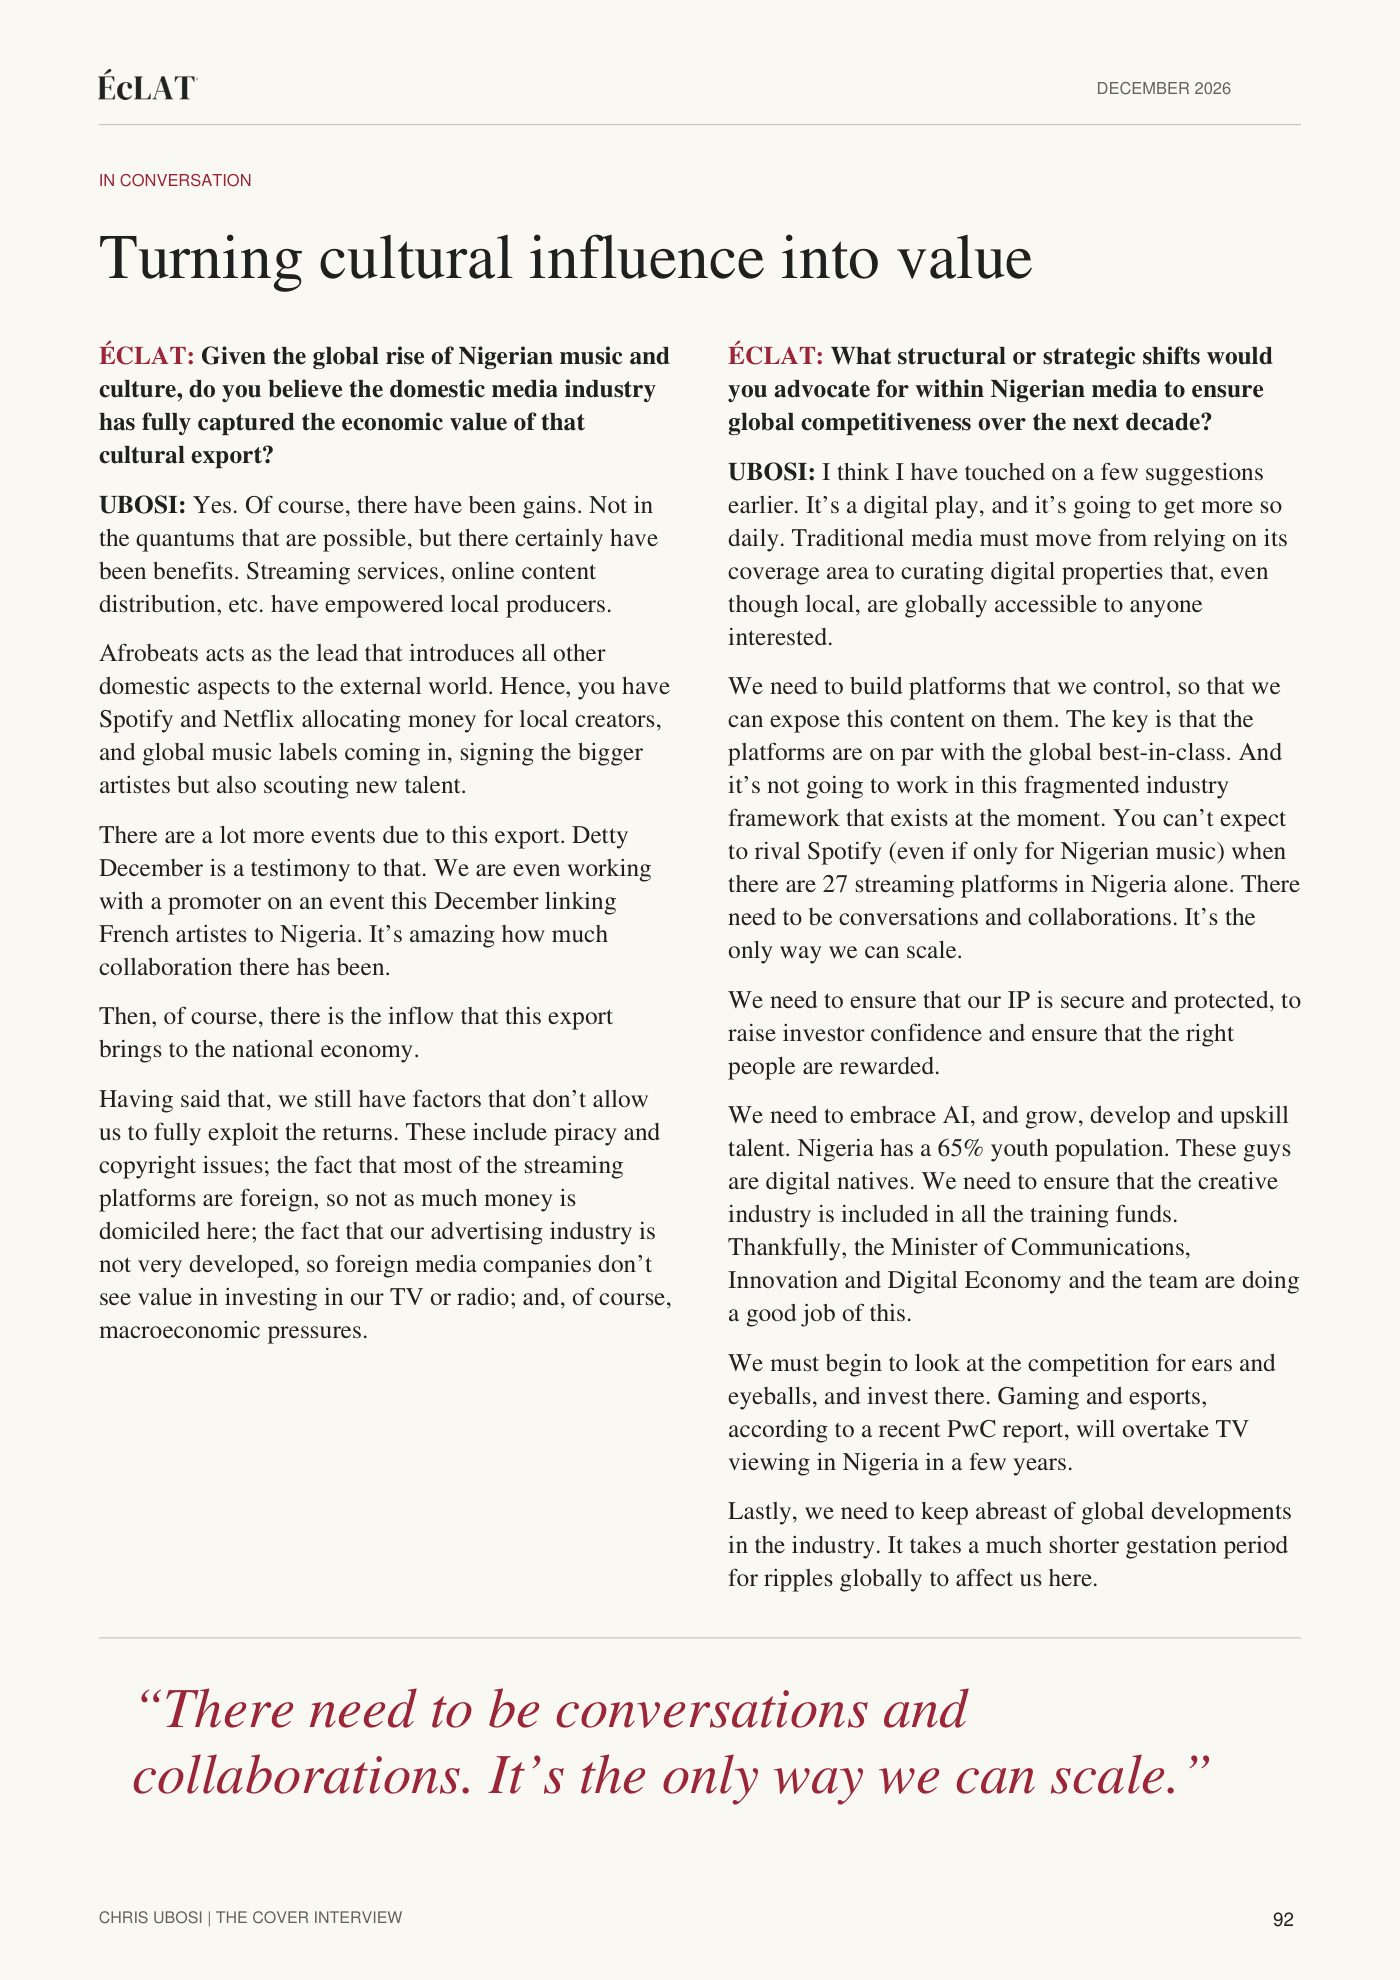 ÉcLAT
DECEMBER 2026
IN CONVERSATION
Turning cultural influence into value
ÉCLAT: Given the global rise of Nigerian music and
culture, do you believe the domestic media industry
has fully captured the economic value of that
cultural export?
UBOSI: Yes. Of course, there have been gains. Not in
the quantums that are possible, but there certainly have
been benefits. Streaming services, online content
distribution, etc. have empowered local producers.
Afrobeats acts as the lead that introduces all other
domestic aspects to the external world. Hence, you have
Spotify and Netflix allocating money for local creators,
and global music labels coming in, signing the bigger
artistes but also scouting new talent.
There are a lot more events due to this export. Detty
December is a testimony to that. We are even working
with a promoter on an event this December linking
French artistes to Nigeria. It’s amazing how much
collaboration there has been.
Then, of course, there is the inflow that this export
brings to the national economy.
Having said that, we still have factors that don’t allow
us to fully exploit the returns. These include piracy and
copyright issues; the fact that most of the streaming
platforms are foreign, so not as much money is
domiciled here; the fact that our advertising industry is
not very developed, so foreign media companies don’t
see value in investing in our TV or radio; and, of course,
macroeconomic pressures.
ÉCLAT: What structural or strategic shifts would
you advocate for within Nigerian media to ensure
global competitiveness over the next decade?
UBOSI: I think I have touched on a few suggestions
earlier. It’s a digital play, and it’s going to get more so
daily. Traditional media must move from relying on its
coverage area to curating digital properties that, even
though local, are globally accessible to anyone
interested.
We need to build platforms that we control, so that we
can expose this content on them. The key is that the
platforms are on par with the global best-in-class. And
it’s not going to work in this fragmented industry
framework that exists at the moment. You can’t expect
to rival Spotify (even if only for Nigerian music) when
there are 27 streaming platforms in Nigeria alone. There
need to be conversations and collaborations. It’s the
only way we can scale.
We need to ensure that our IP is secure and protected, to
raise investor confidence and ensure that the right
people are rewarded.
We need to embrace AI, and grow, develop and upskill
talent. Nigeria has a 65% youth population. These guys
are digital natives. We need to ensure that the creative
industry is included in all the training funds.
Thankfully, the Minister of Communications,
Innovation and Digital Economy and the team are doing
a good job of this.
We must begin to look at the competition for ears and
eyeballs, and invest there. Gaming and esports,
according to a recent PwC report, will overtake TV
viewing in Nigeria in a few years.
Lastly, we need to keep abreast of global developments
in the industry. It takes a much shorter gestation period
for ripples globally to affect us here.
“There need to be conversations and
collaborations. It’s the only way we can scale.”
CHRIS UBOSI | THE COVER INTERVIEW
92